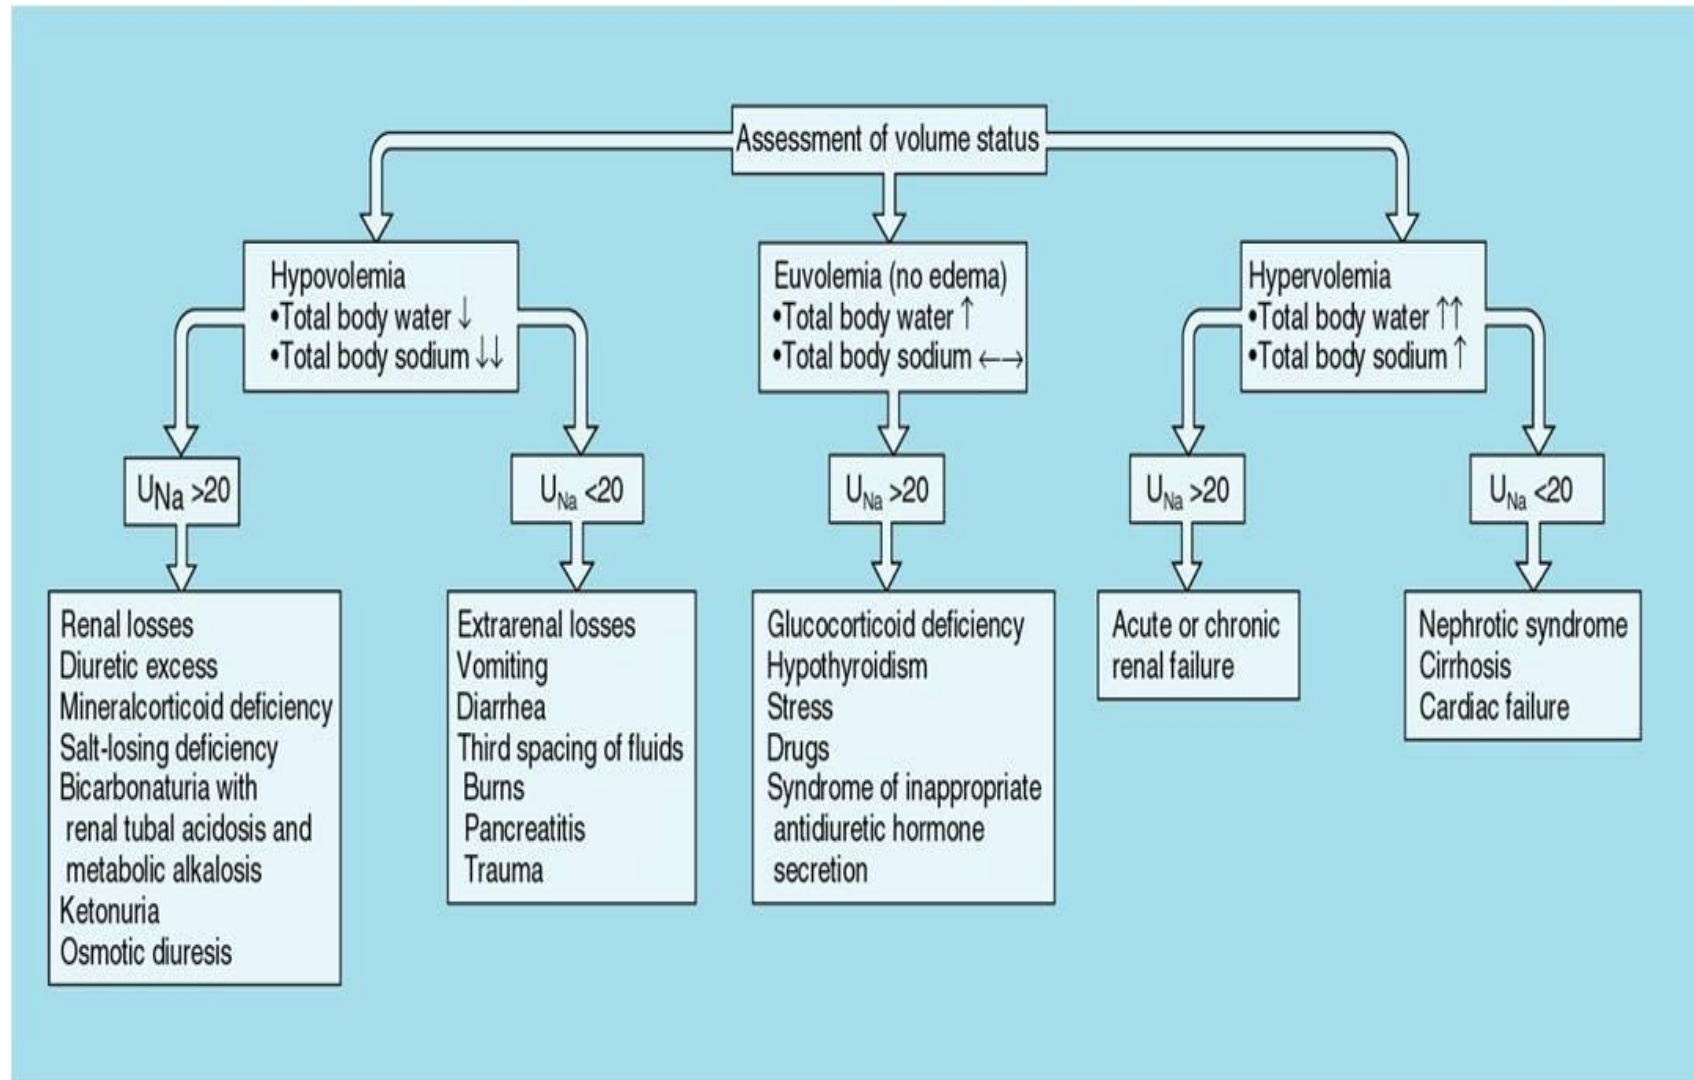 Assessment of volume status
Hypovolemia
•Total body water ↓
•Total body sodium ↓↓
Euvolemia (no edema)
•Total body water ↑
•Total body sodium ←→
Hypervolemia
•Total body water ↑↑
•Total body sodium ↑
UNa >20
UNa <20
UNa >20
UNa >20
UNa <20
Renal losses
Diuretic excess
Mineralcorticoid deficiency
Salt-losing deficiency
Bicarbonaturia with
renal tubal acidosis and
metabolic alkalosis
Ketonuria
Osmotic diuresis
Extrarenal losses
Vomiting
Diarrhea
Third spacing of fluids
Burns
Pancreatitis
Trauma
Glucocorticoid deficiency
Hypothyroidism
Stress
Drugs
Syndrome of inappropriate
antidiuretic hormone
secretion
Acute or chronic
renal failure
Nephrotic syndrome
Cirrhosis
Cardiac failure